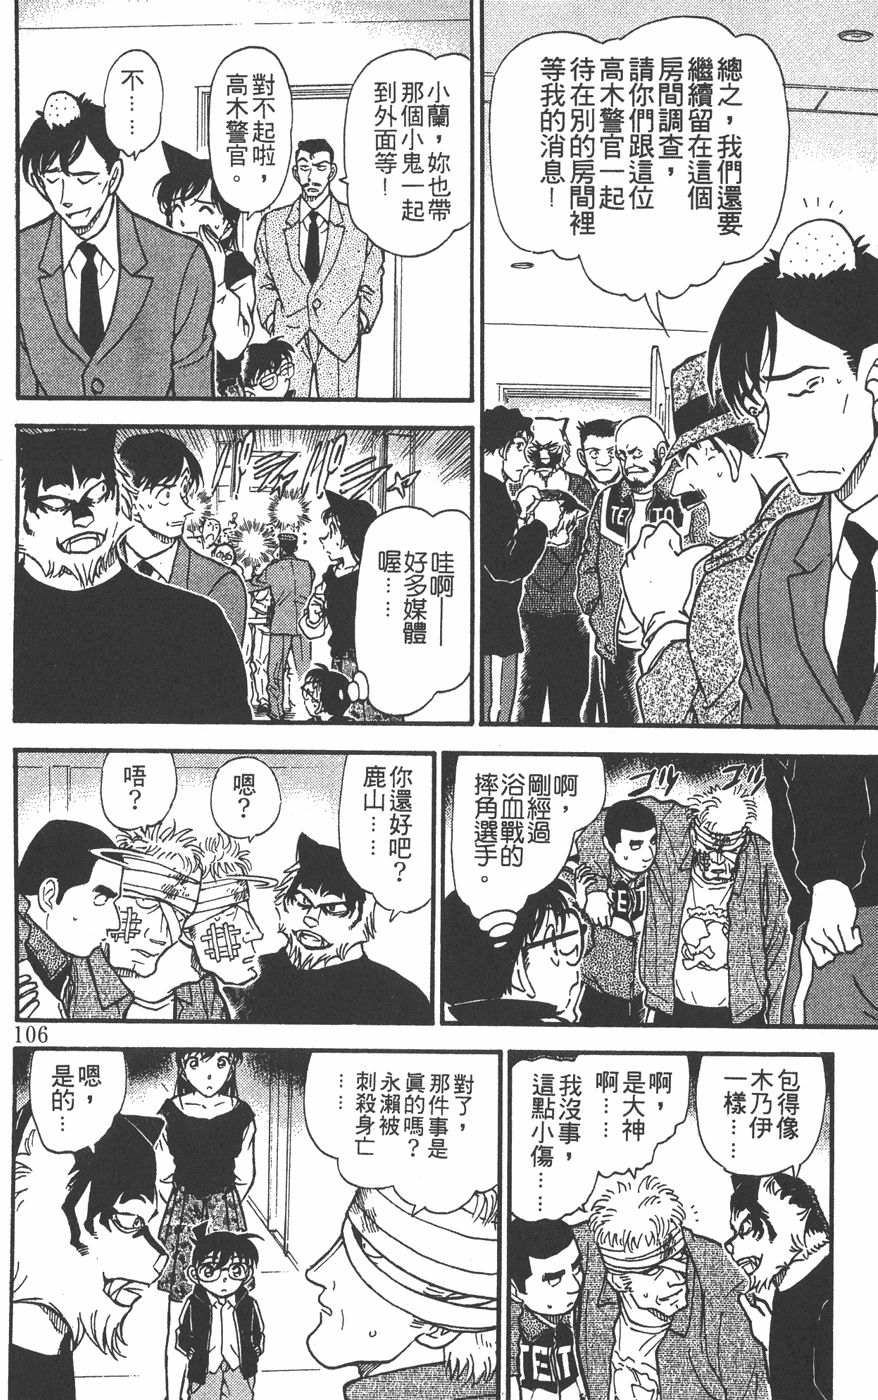 總之，我們還要
繼續留在這個
房間調查，
請你們跟這位
高木警官一起
待在別的房間裡
等我的消息！
小蘭，妳也帶
那個小鬼一起
到外面等！
對不起啦，
高木警官。
不……
哇啊——
好多媒體
喔……
啊，
剛經過
浴血戰的
摔角選手。
你還好吧？
鹿山……
嗯？
唔？
包得像
木乃伊
一樣……
啊，
是大神
啊……
我沒事，
這點小傷……
對了，
那件事是
真的嗎？
永瀨被
刺殺身亡
……
嗯，
是的…
106